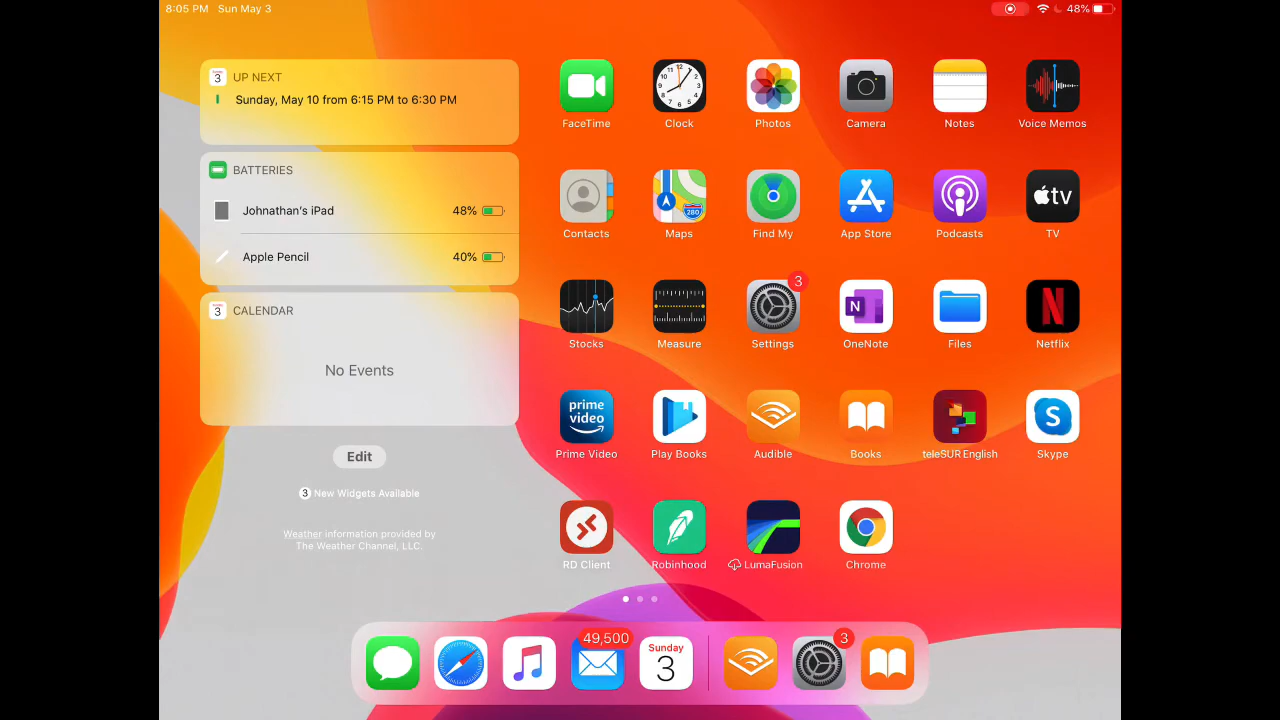 8:05 PM Sun May 3
48%
3 UP NEXT
Sunday, May 10 from 6:15 PM to 6:30 PM
BATTERIES
Johnathan's iPad 48%
Apple Pencil 40%
3 CALENDAR
No Events
Edit
3 New Widgets Available
Weather information provided by
The Weather Channel, LLC.
FaceTime Clock Photos Camera Notes Voice Memos
280
tv
Contacts Maps Find My App Store Podcasts TV
3
N
N
Stocks Measure Settings OneNote Files Netflix
prime
video
S
Prime Video Play Books Audible Books teleSUR English Skype
RD Client Robinhood LumaFusion Chrome
49,500
Sunday
3
3